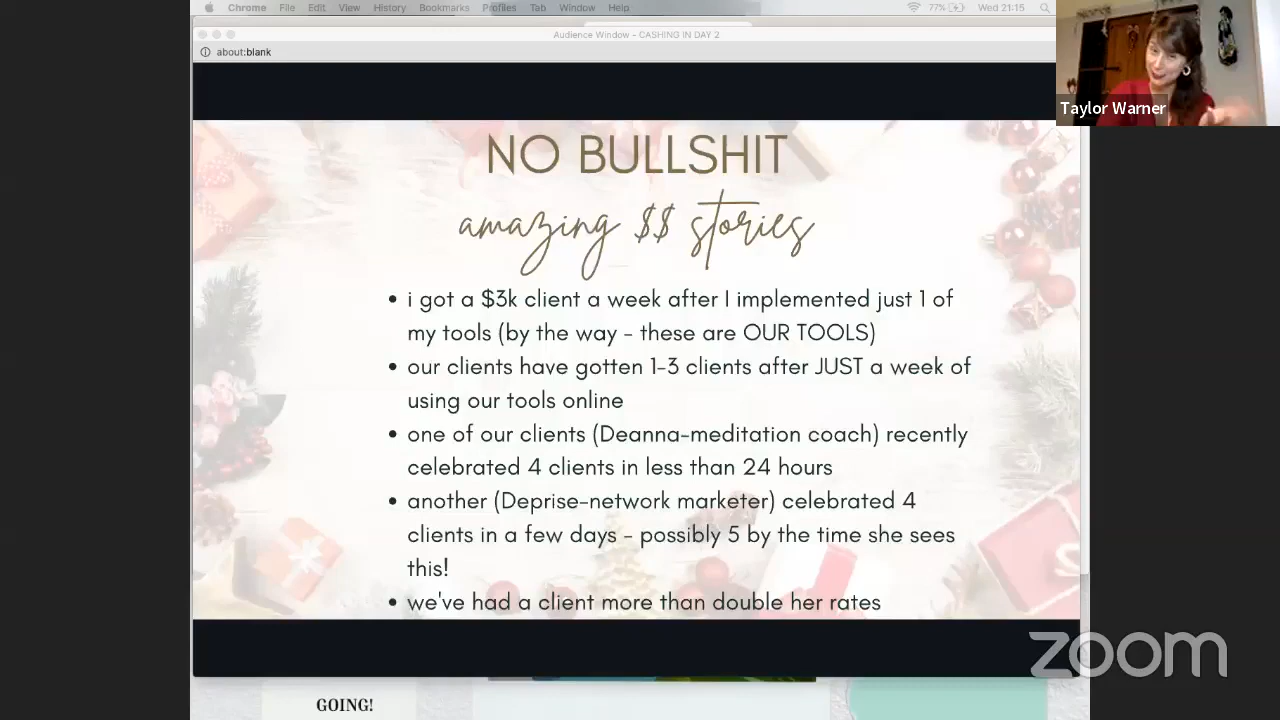 Chrome File Edit View History Bookmarks Profiles Tab Window Help 77% Wed 21:15
Audience Window - CASHING IN DAY 2
about:blank
Taylor Warner
NO BULLSHIT
amazing $$ stories
• i got a $3k client a week after I implemented just 1 of
my tools (by the way - these are OUR TOOLS)
• our clients have gotten 1-3 clients after JUST a week of
using our tools online
• one of our clients (Deanna-meditation coach) recently
celebrated 4 clients in less than 24 hours
• another (Deprise-network marketer) celebrated 4
clients in a few days - possibly 5 by the time she sees
this!
• we've had a client more than double her rates
zoom
GOING!